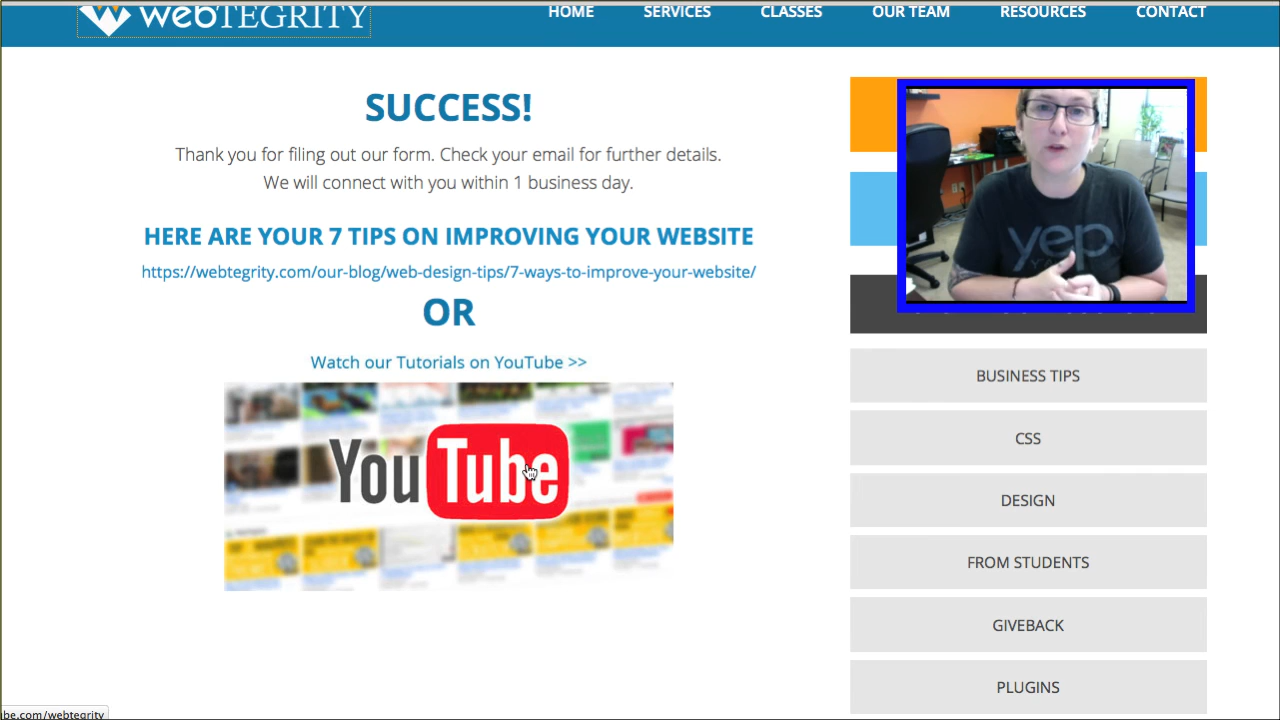 webTEGRITY
HOME SERVICES CLASSES OUR TEAM RESOURCES CONTACT
SUCCESS!
Thank you for filing out our form. Check your email for further details.
We will connect with you within 1 business day.
HERE ARE YOUR 7 TIPS ON IMPROVING YOUR WEBSITE
https://webtegrity.com/our-blog/web-design-tips/7-ways-to-improve-your-website/
OR
Watch our Tutorials on YouTube >>
YouTube
yep
BUSINESS TIPS
CSS
DESIGN
FROM STUDENTS
GIVEBACK
PLUGINS
be.com/webtegrity